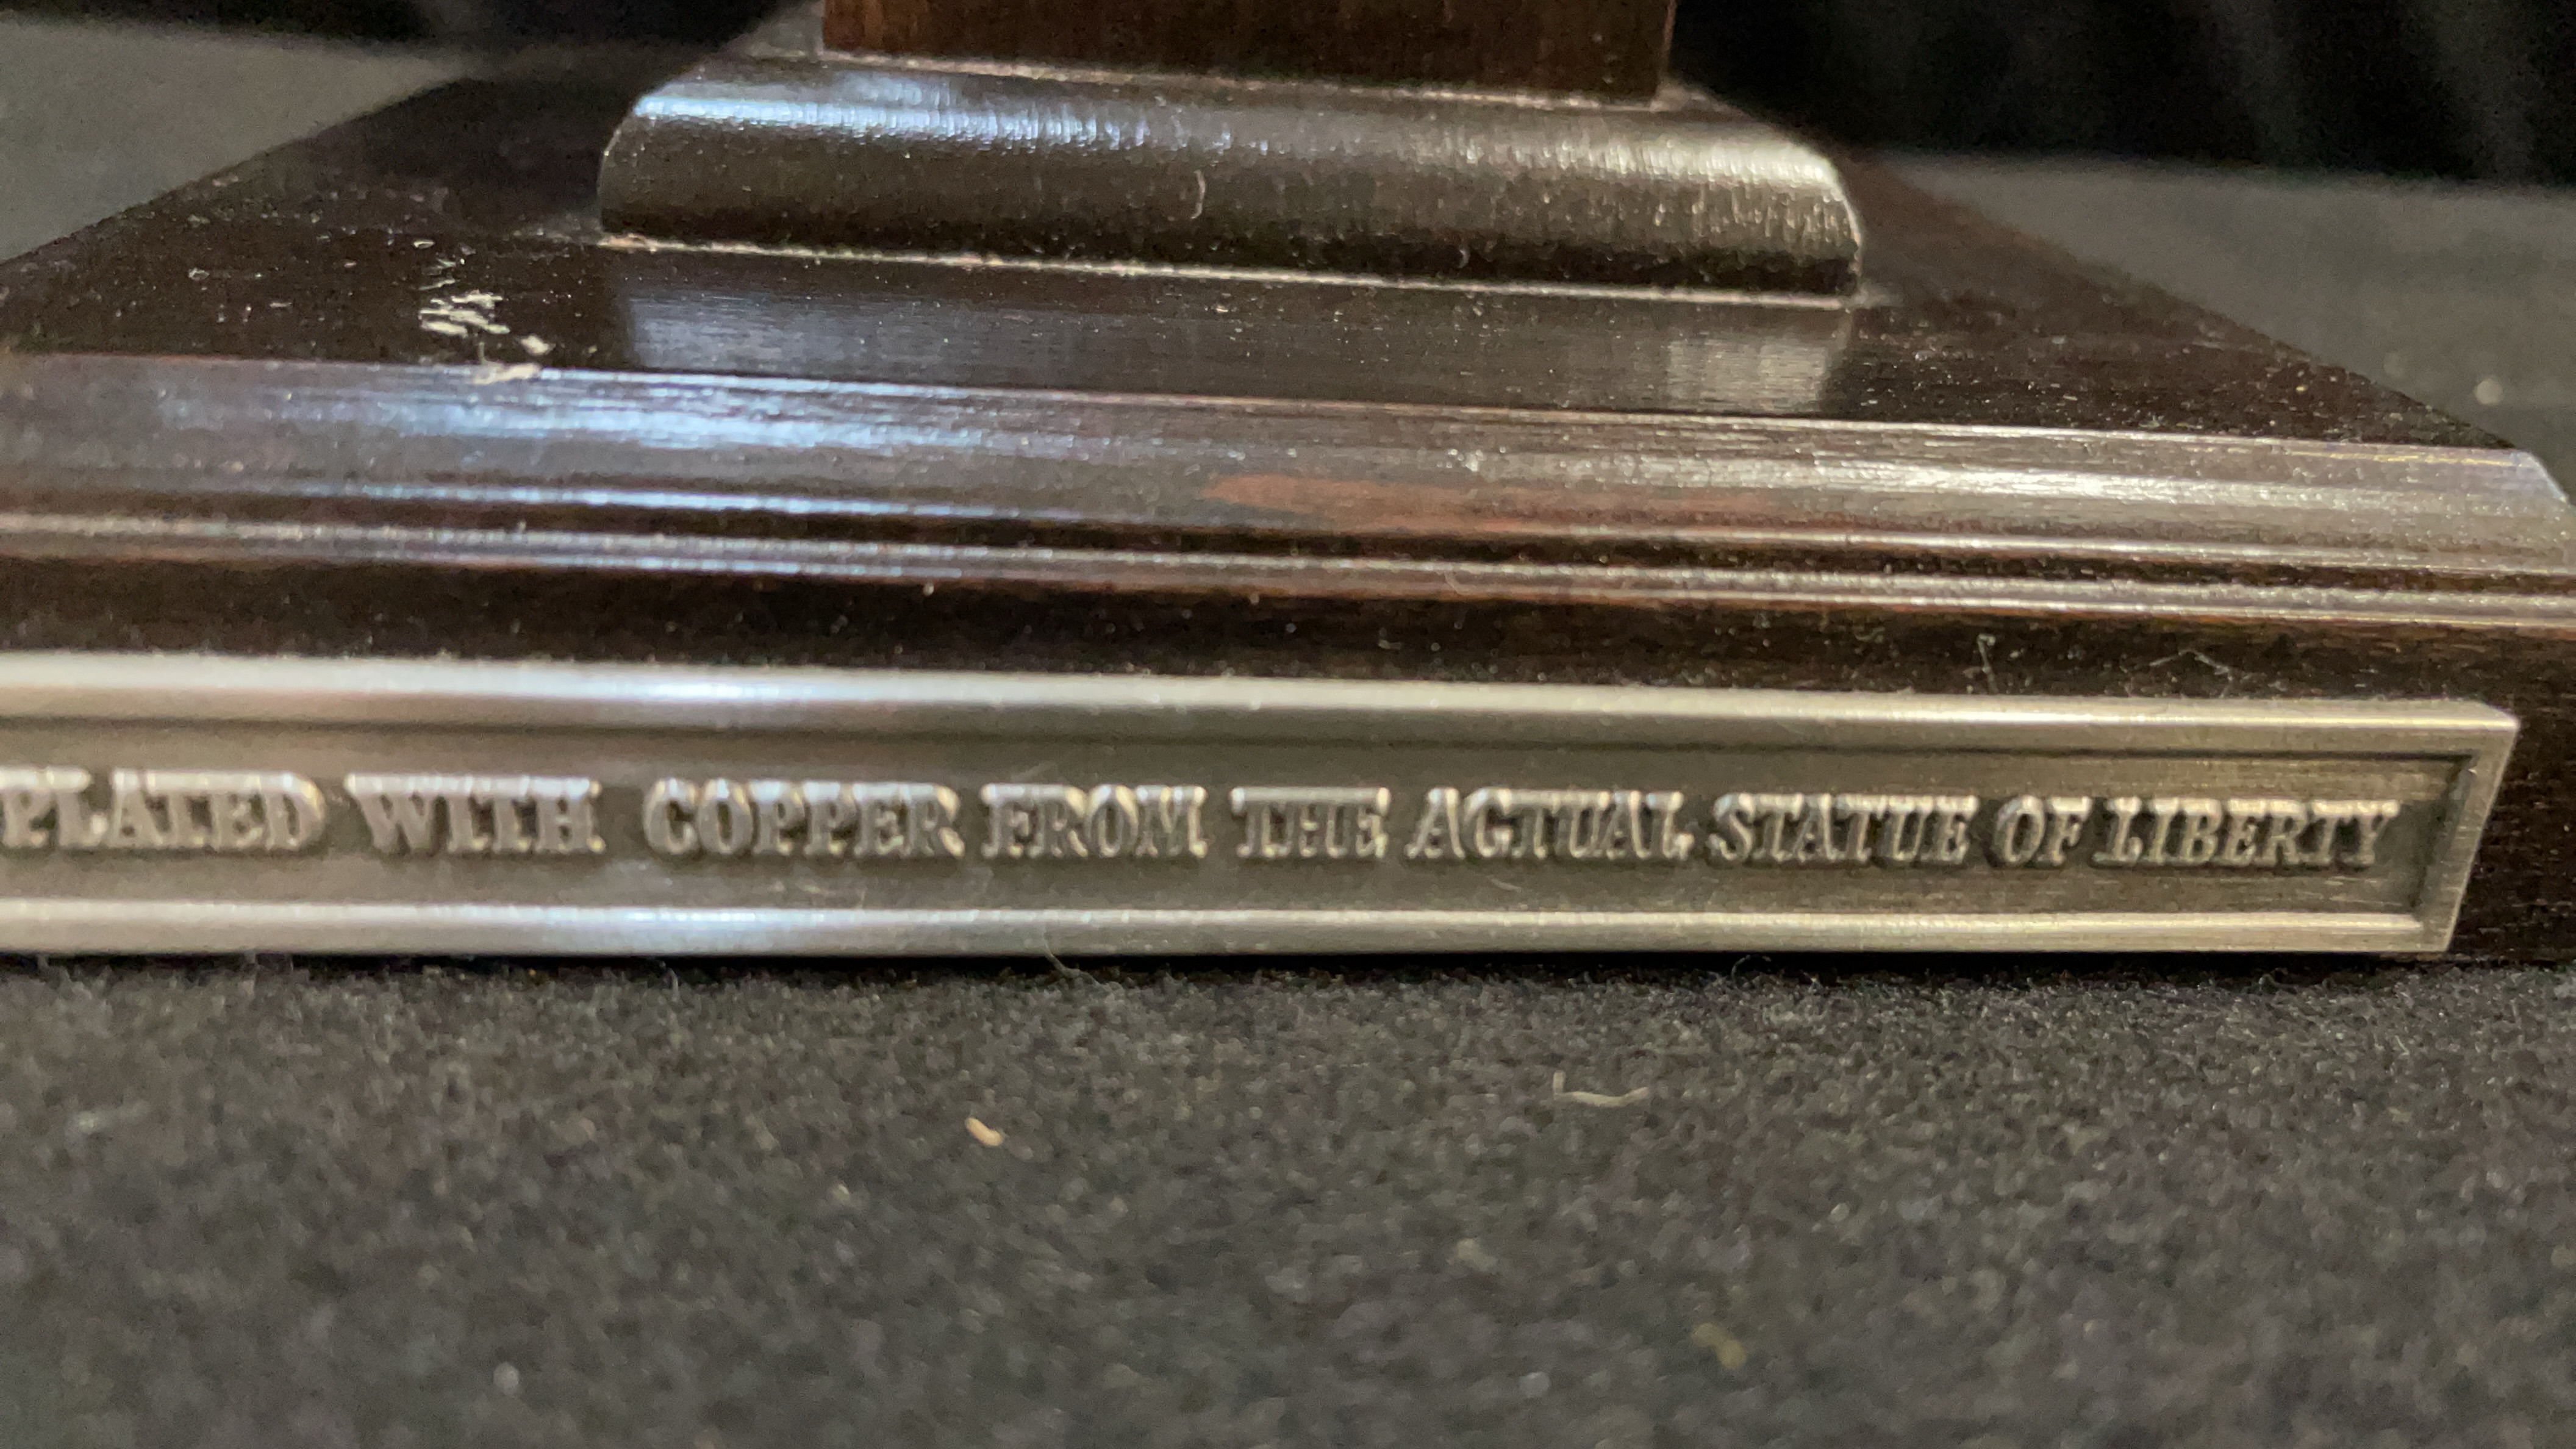 PLATED WITH COPPER FROM THE ACTUAL STATUE OF LIBERTY